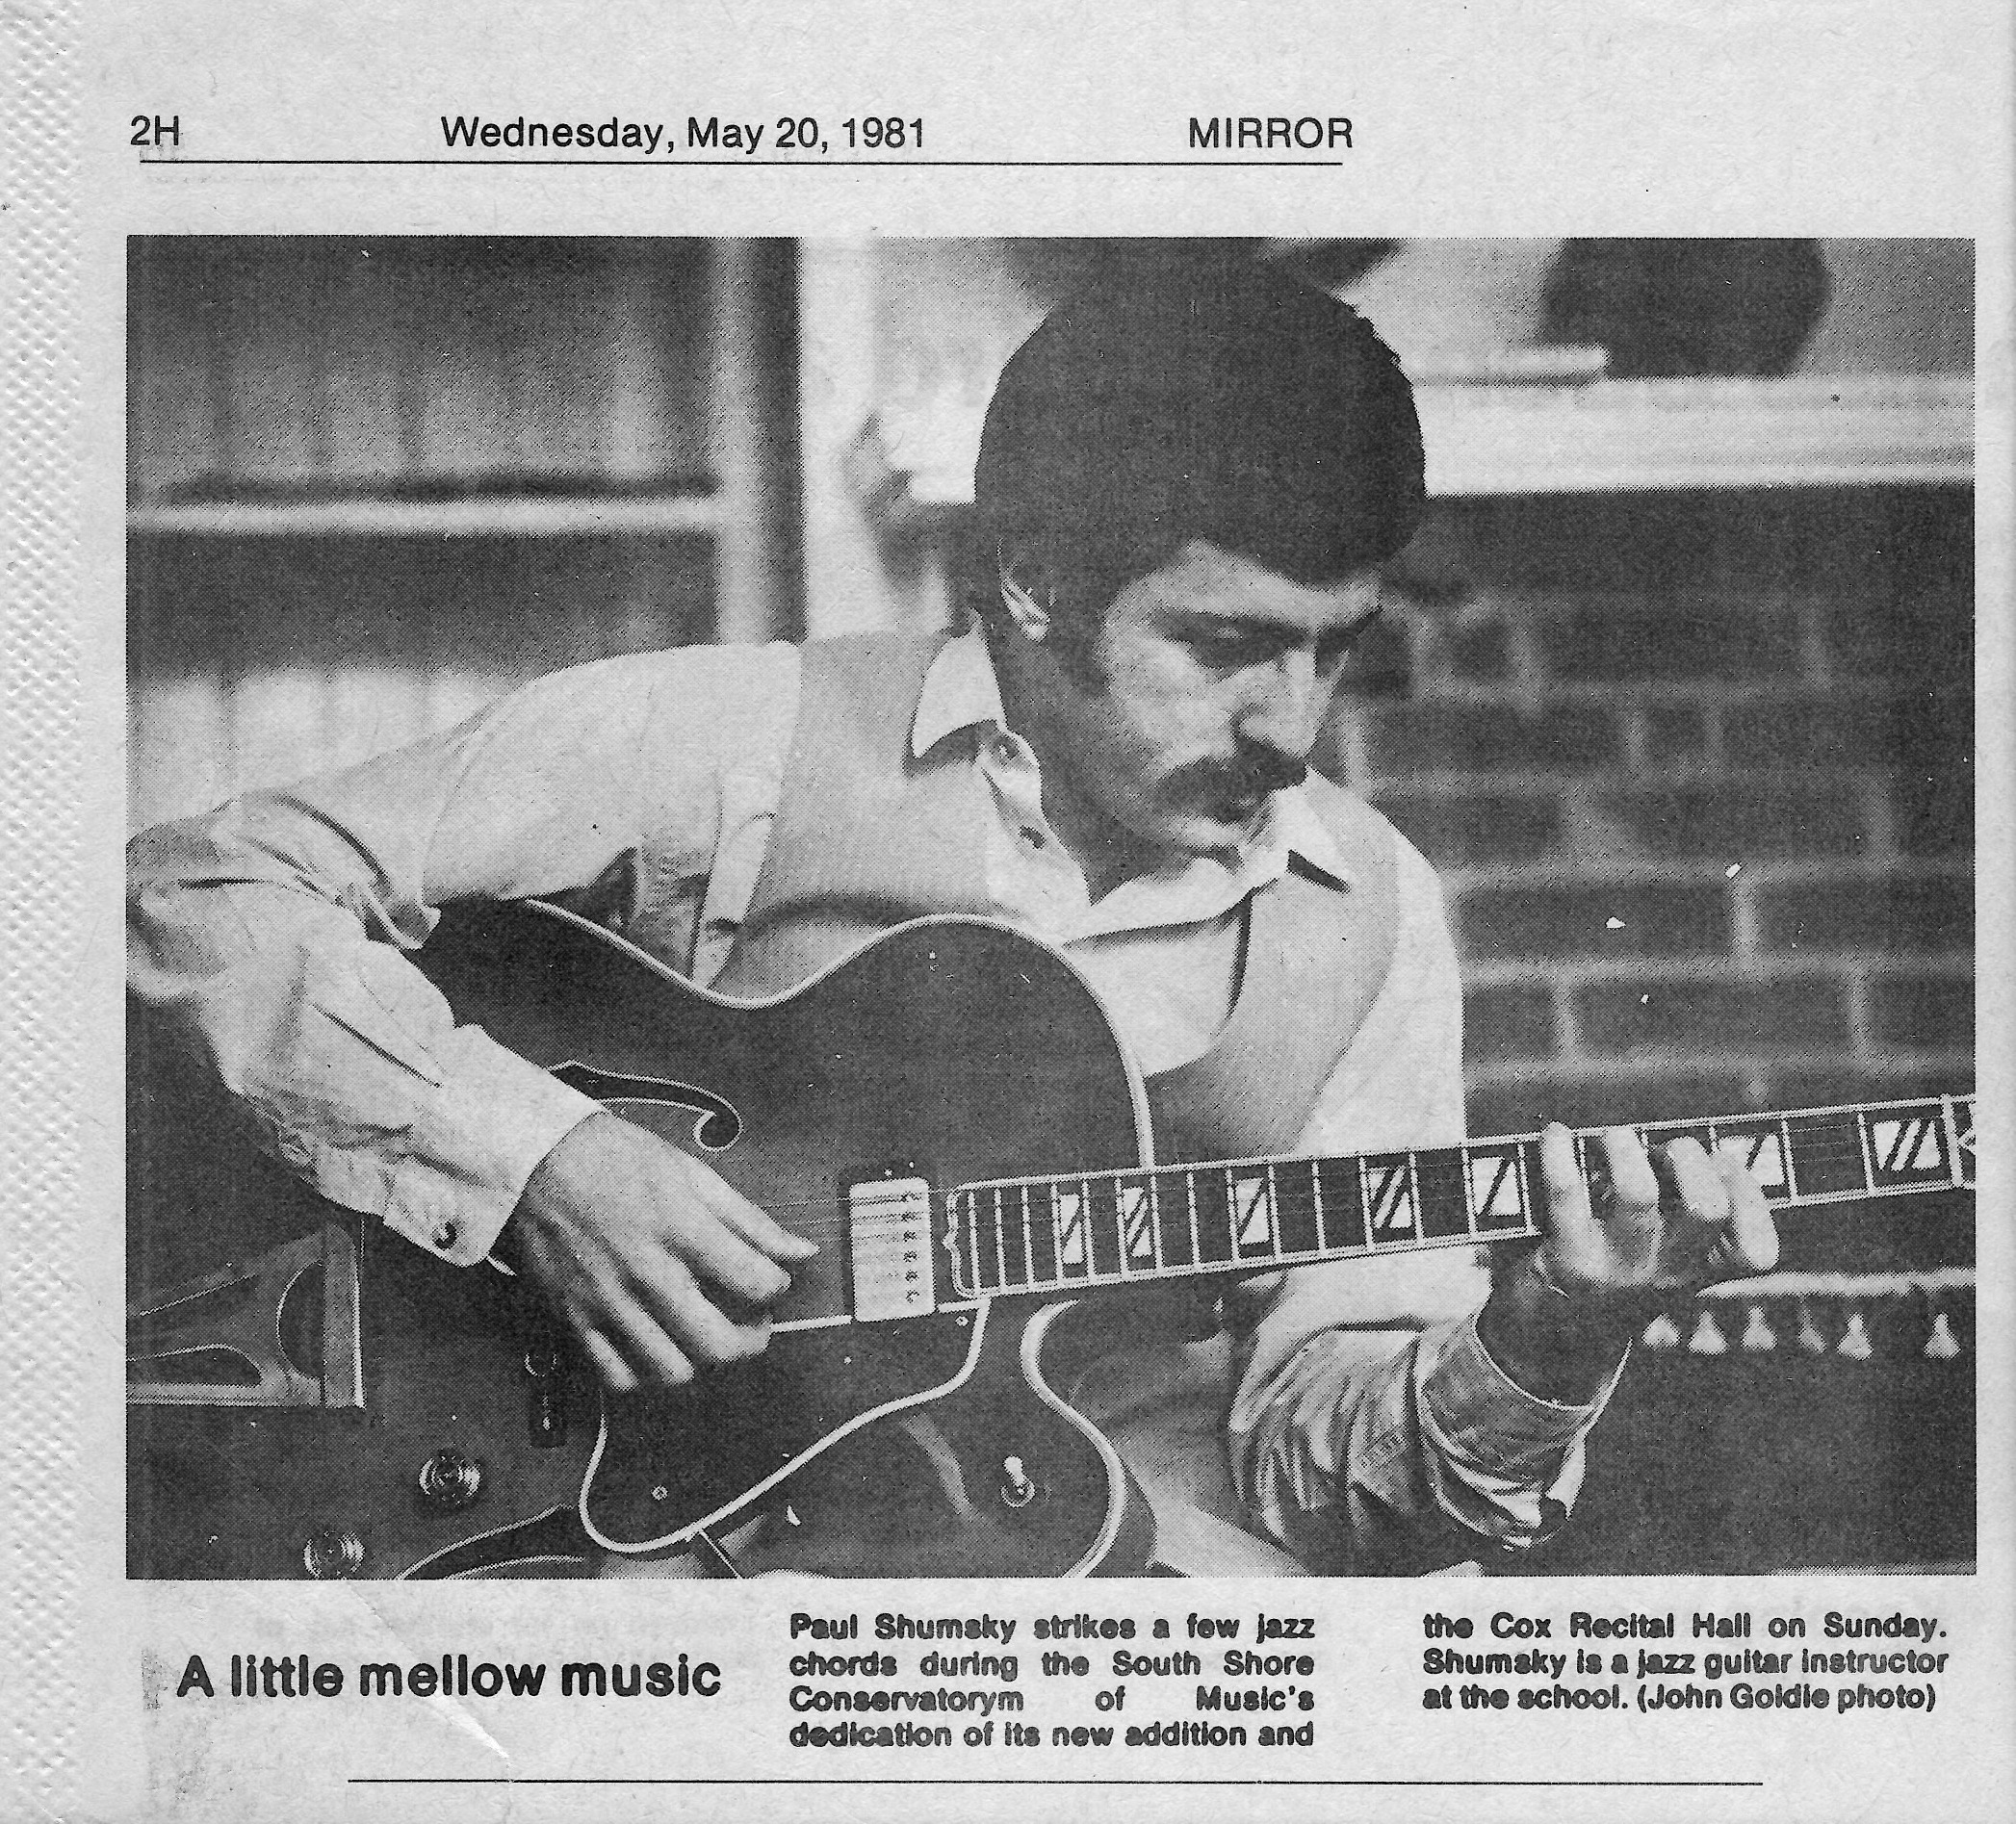 2H Wednesday, May 20, 1981 MIRROR
A little mellow music
Paul Shumsky strikes a few jazz
chords during the South Shore
Conservatorym of Music's
dedication of its new addition and
the Cox Recital Hall on Sunday.
Shumsky is a jazz guitar instructor
at the school. (John Goldie photo)